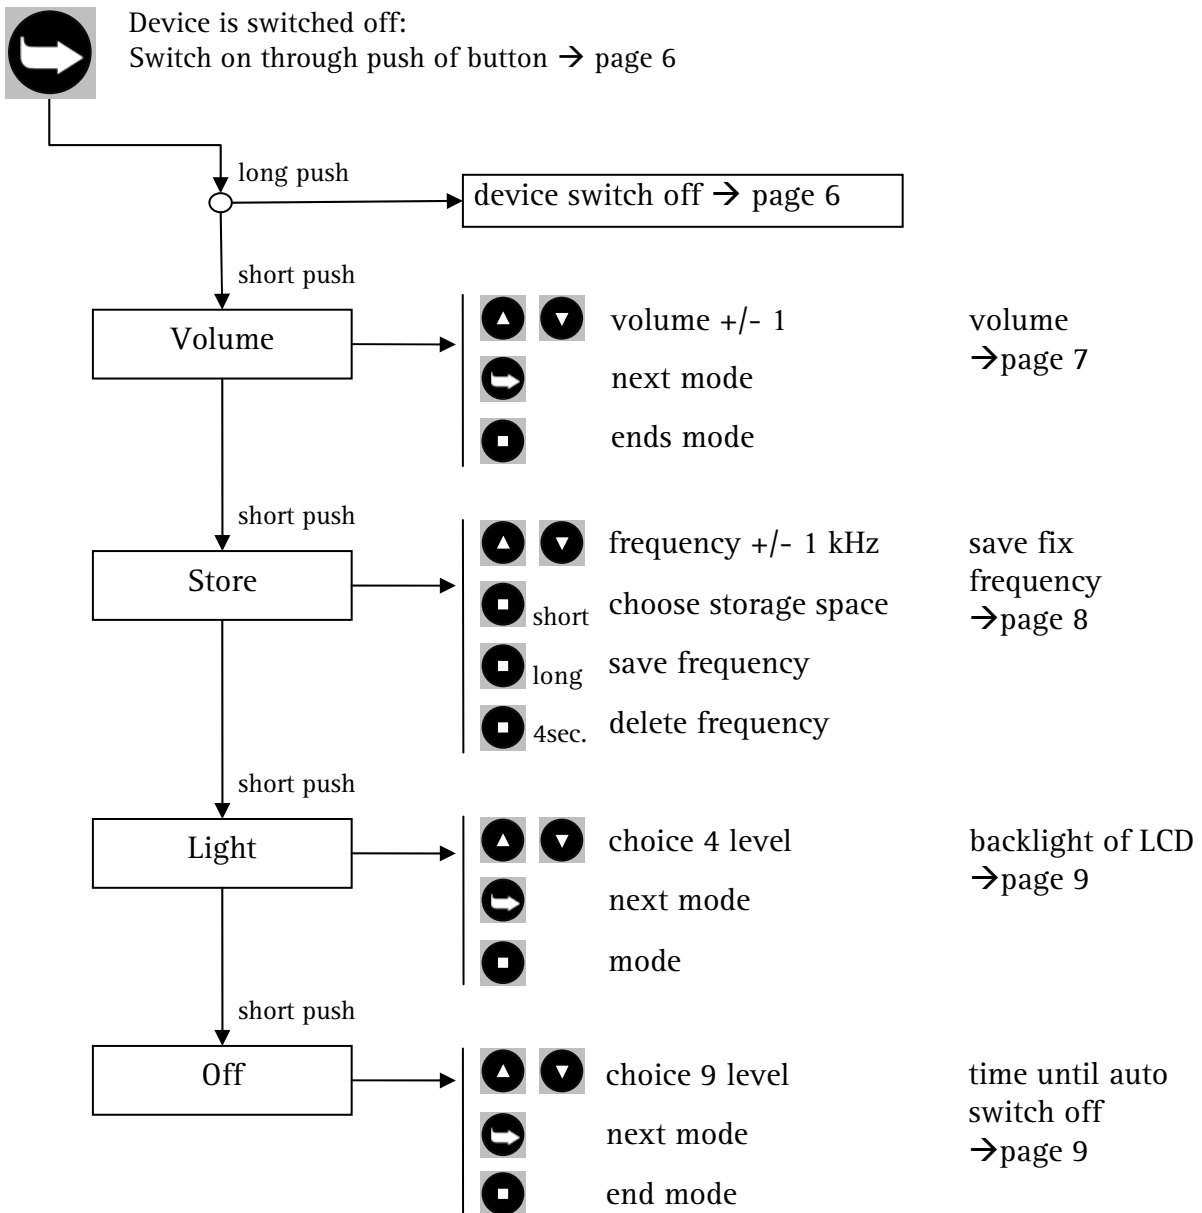 Device is switched off:
Switch on through push of button → page 6
long push
device switch off → page 6
short push
Volume
volume +/- 1
next mode
ends mode
volume
→page 7
short push
Store
frequency +/- 1 kHz
short choose storage space
long save frequency
4sec. delete frequency
save fix
frequency
→page 8
short push
Light
choice 4 level
next mode
mode
backlight of LCD
→page 9
short push
Off
choice 9 level
next mode
end mode
time until auto
switch off
→page 9